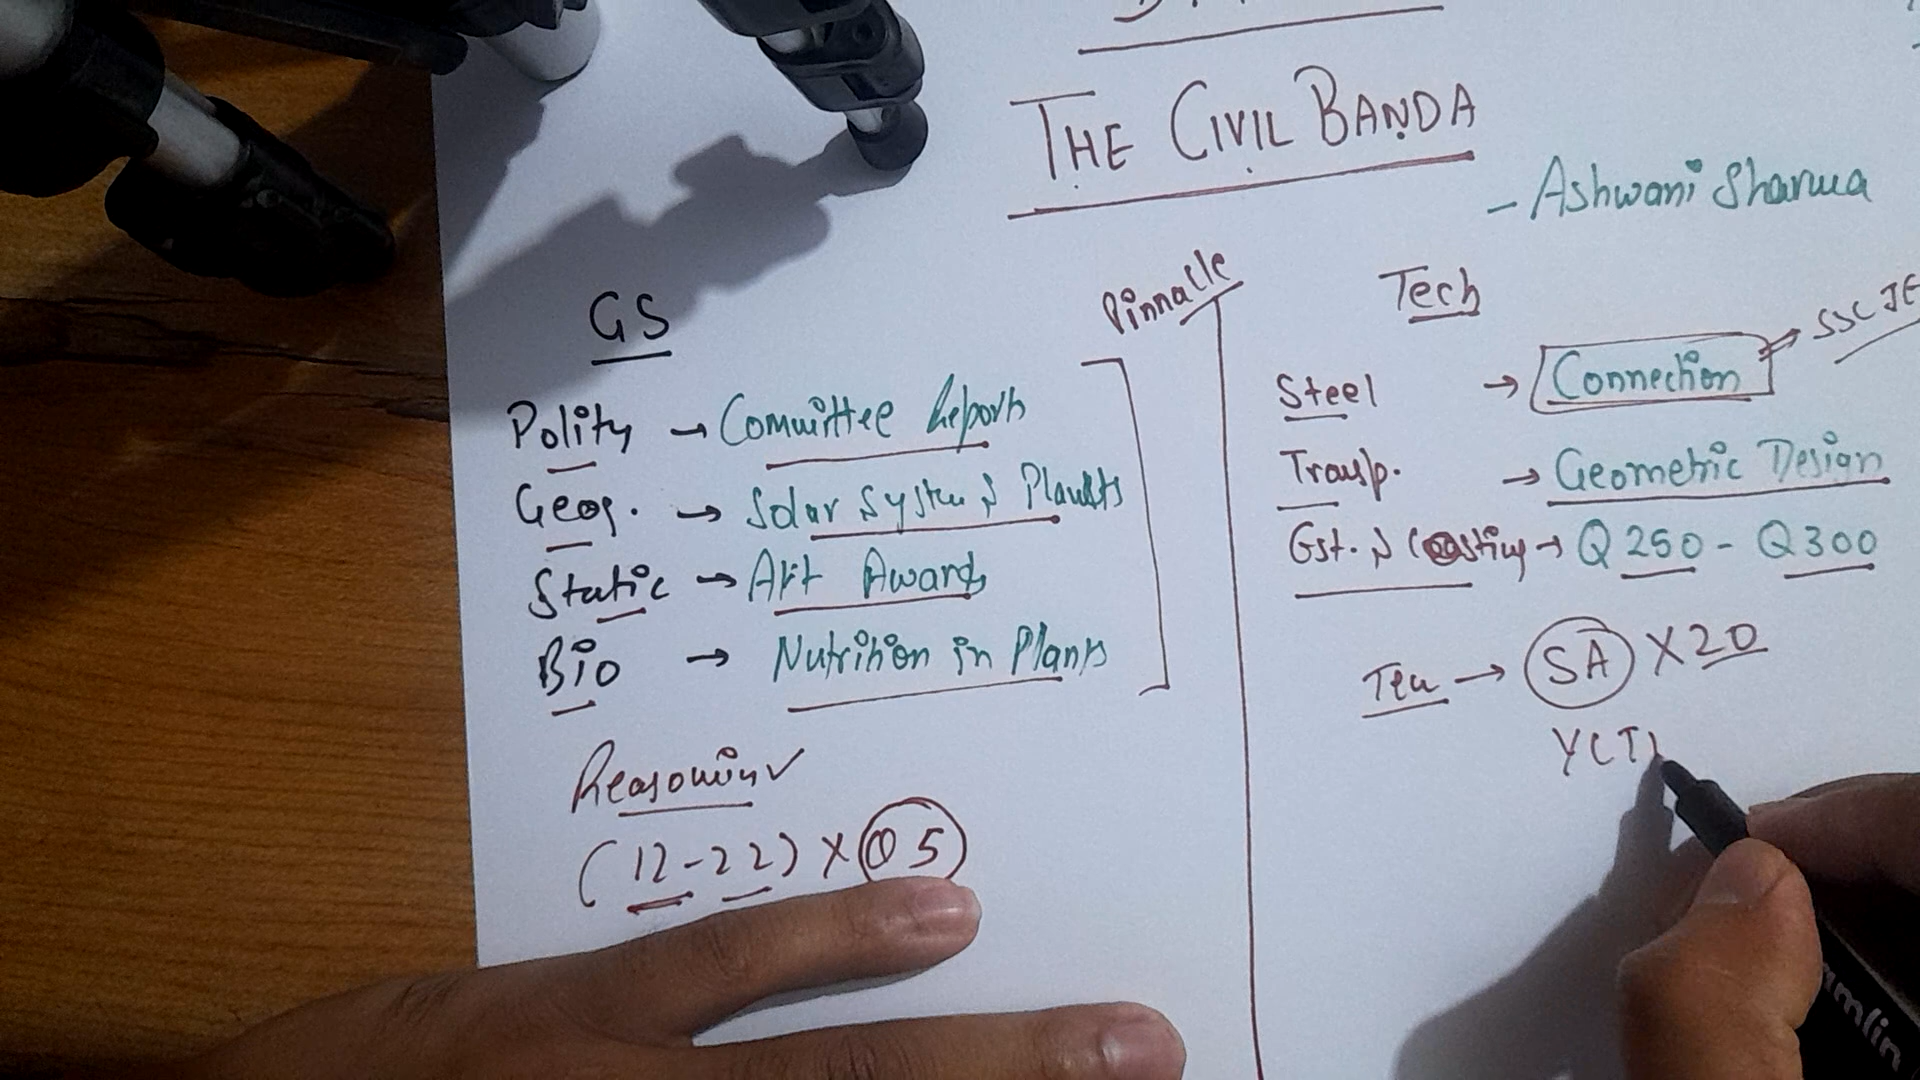 THE CIVIL BANDA
- Ashwani Sharma
GS
Pinnacle
Polity → Committee Reports
Geog. → Solar System & Planets
Static → Art Awards
Bio → Nutrition in Plants
Reasoning ✓
(12-22) × 05
Tech
Steel → Connection → SSC JE
Transp. → Geometric Design
Est. & Costing → Q 250 - Q 300
→ SA × 20
YCT
mlin